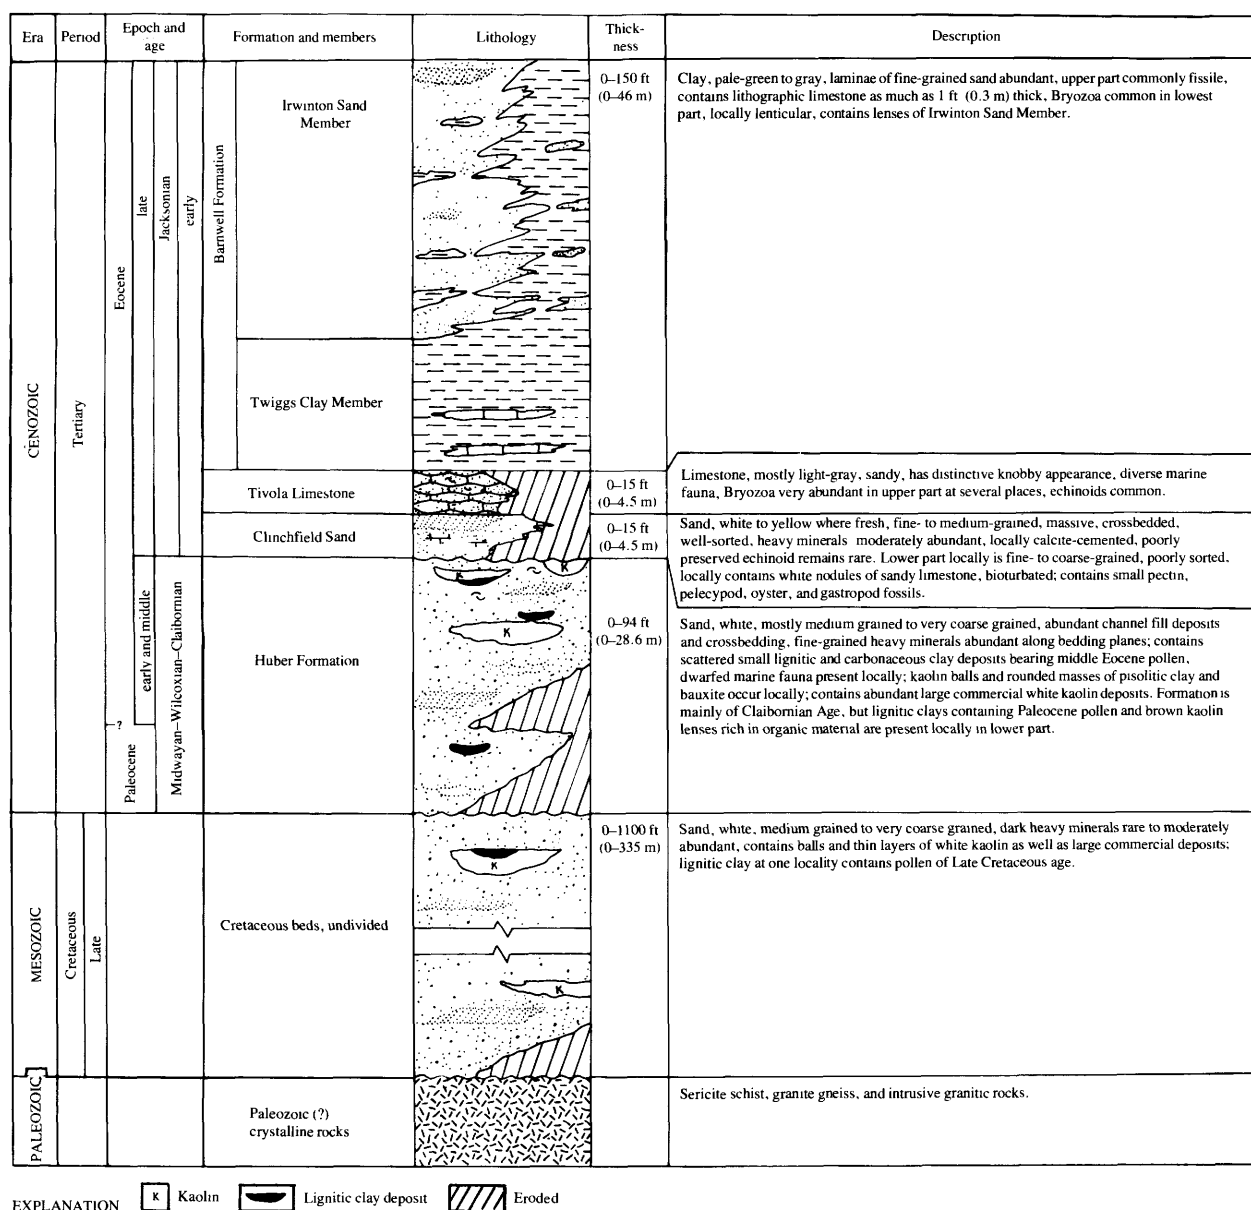 Era
Period
Epoch and
age
Formation and members
Lithology
Thick-
ness
Description
CENOZOIC
Tertiary
Eocene
late
Jacksonian
early
Barnwell Formation
Irwinton Sand
Member
0–150 ft
(0–46 m)
Clay, pale-green to gray, laminae of fine-grained sand abundant, upper part commonly fissile,
contains lithographic limestone as much as 1 ft (0.3 m) thick, Bryozoa common in lowest
part, locally lenticular, contains lenses of Irwinton Sand Member.
Twiggs Clay Member
Tivola Limestone
0–15 ft
(0–4.5 m)
Limestone, mostly light-gray, sandy, has distinctive knobby appearance, diverse marine
fauna, Bryozoa very abundant in upper part at several places, echinoids common.
Clinchfield Sand
0–15 ft
(0–4.5 m)
Sand, white to yellow where fresh, fine- to medium-grained, massive, crossbedded,
well-sorted, heavy minerals moderately abundant, locally calcite-cemented, poorly
preserved echinoid remains rare. Lower part locally is fine- to coarse-grained, poorly sorted,
locally contains white nodules of sandy limestone, bioturbated; contains small pectin,
pelecypod, oyster, and gastropod fossils.
early and middle
Midwayan–Wilcoxian–Claibornian
–?
Paleocene
Huber Formation
K
K
K
0–94 ft
(0–28.6 m)
Sand, white, mostly medium grained to very coarse grained, abundant channel fill deposits
and crossbedding, fine-grained heavy minerals abundant along bedding planes; contains
scattered small lignitic and carbonaceous clay deposits bearing middle Eocene pollen,
dwarfed marine fauna present locally; kaolin balls and rounded masses of pisolitic clay and
bauxite occur locally; contains abundant large commercial white kaolin deposits. Formation is
mainly of Claibornian Age, but lignitic clays containing Paleocene pollen and brown kaolin
lenses rich in organic material are present locally in lower part.
MESOZOIC
Cretaceous
Late
Cretaceous beds, undivided
K
K
0–1100 ft
(0–335 m)
Sand, white, medium grained to very coarse grained, dark heavy minerals rare to moderately
abundant, contains balls and thin layers of white kaolin as well as large commercial deposits;
lignitic clay at one locality contains pollen of Late Cretaceous age.
PALEOZOIC
Paleozoic (?)
crystalline rocks
Sericite schist, granite gneiss, and intrusive granitic rocks.
EXPLANATION
K
Kaolin
Lignitic clay deposit
Eroded